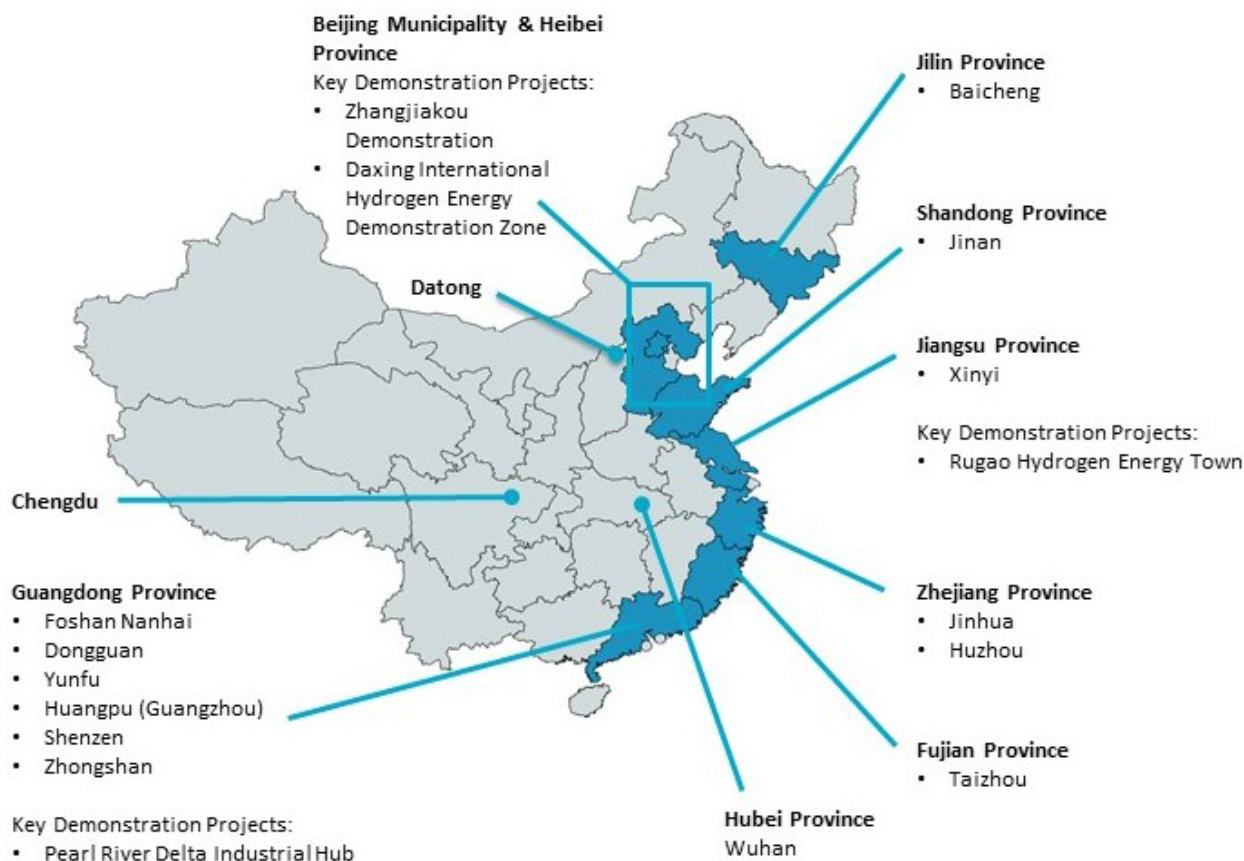 Beijing Municipality & Heibei
Province
Key Demonstration Projects:
• Zhangjiakou
Demonstration
• Daxing International
Hydrogen Energy
Demonstration Zone
Jilin Province
• Baicheng
Shandong Province
• Jinan
Datong
Jiangsu Province
• Xinyi
Key Demonstration Projects:
• Rugao Hydrogen Energy Town
Chengdu
Guangdong Province
• Foshan Nanhai
• Dongguan
• Yunfu
• Huangpu (Guangzhou)
• Shenzen
• Zhongshan
Key Demonstration Projects:
• Pearl River Delta Industrial Hub
Zhejiang Province
• Jinhua
• Huzhou
Fujian Province
• Taizhou
Hubei Province
Wuhan